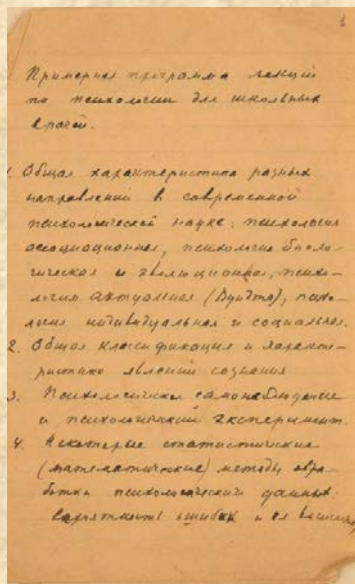 1
Примерная программа лекций
по психологии для школьных
врачей.
1. Общая характеристика разных
направлений в современной
психологической науке: психология
ассоциационная, психология биоло-
гическая и эволюционная, психо-
логия актуальная (Вундта), психо-
логия индивидуальная и социальная.
2. Общая классификация и характе-
ристика явлений сознания
3. Психологическое самонаблюдение
и психологический эксперимент.
4. Некоторые статистические
(математические) методы обра-
ботки психологических данных.
ошибки и ея